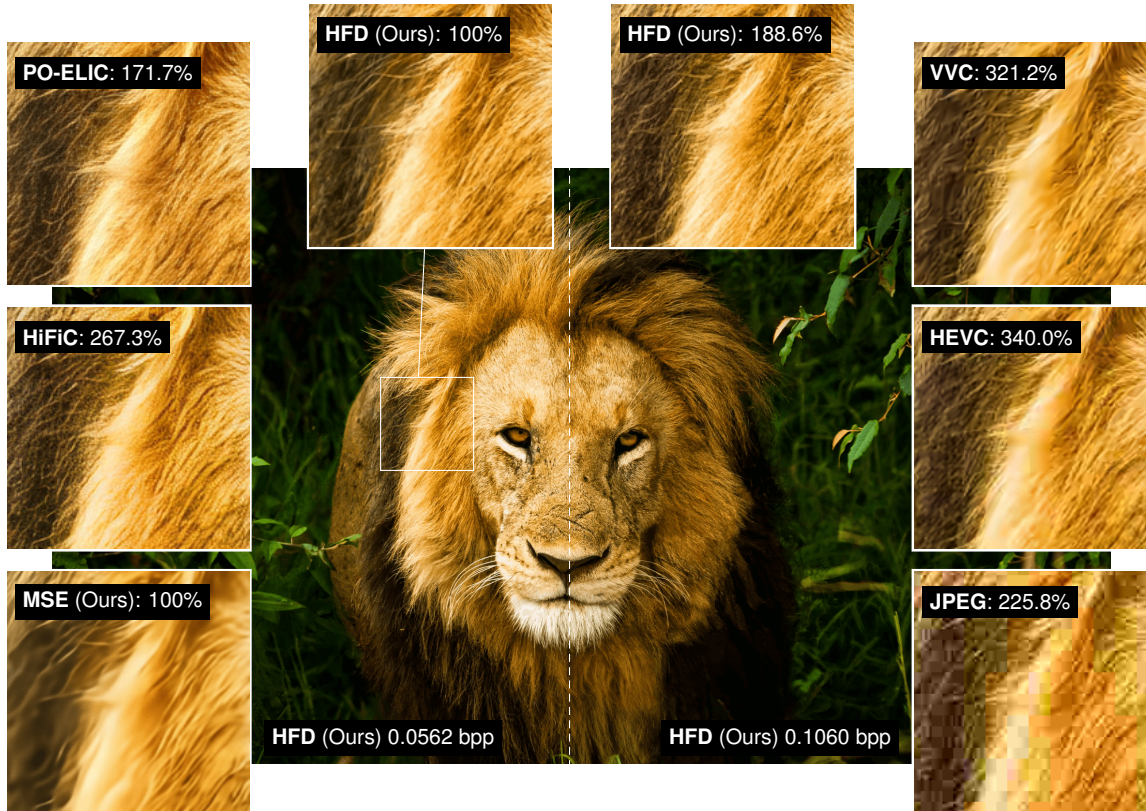 HFD (Ours): 100%
HFD (Ours): 188.6%
PO-ELIC: 171.7%
VVC: 321.2%
HiFiC: 267.3%
HEVC: 340.0%
MSE (Ours): 100%
JPEG: 225.8%
HFD (Ours) 0.0562 bpp
HFD (Ours) 0.1060 bpp